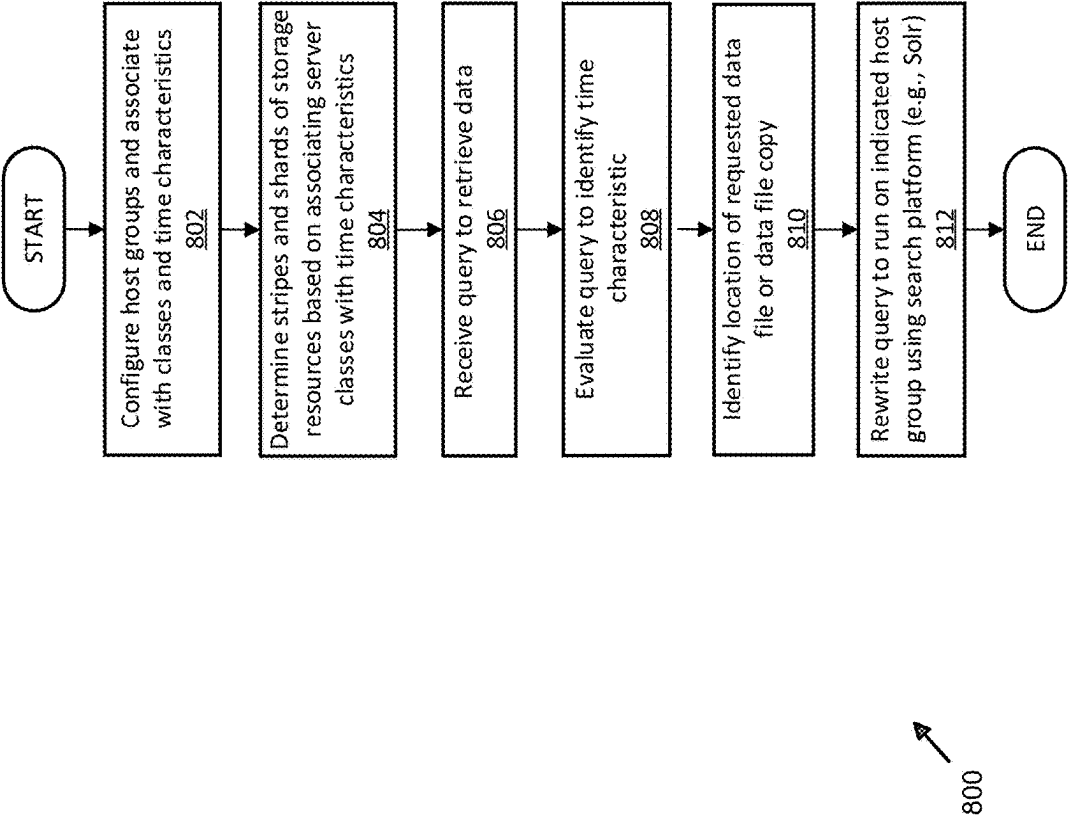 START
Configure host groups and associate
with classes and time characteristics
802
Determine stripes and shards of storage
resources based on associating server
classes with time characteristics
804
Receive query to retrieve data
806
Evaluate query to identify time
characteristic
808
Identify location of requested data
file or data file copy
810
Rewrite query to run on indicated host
group using search platform (e.g., Solr)
812
END
800